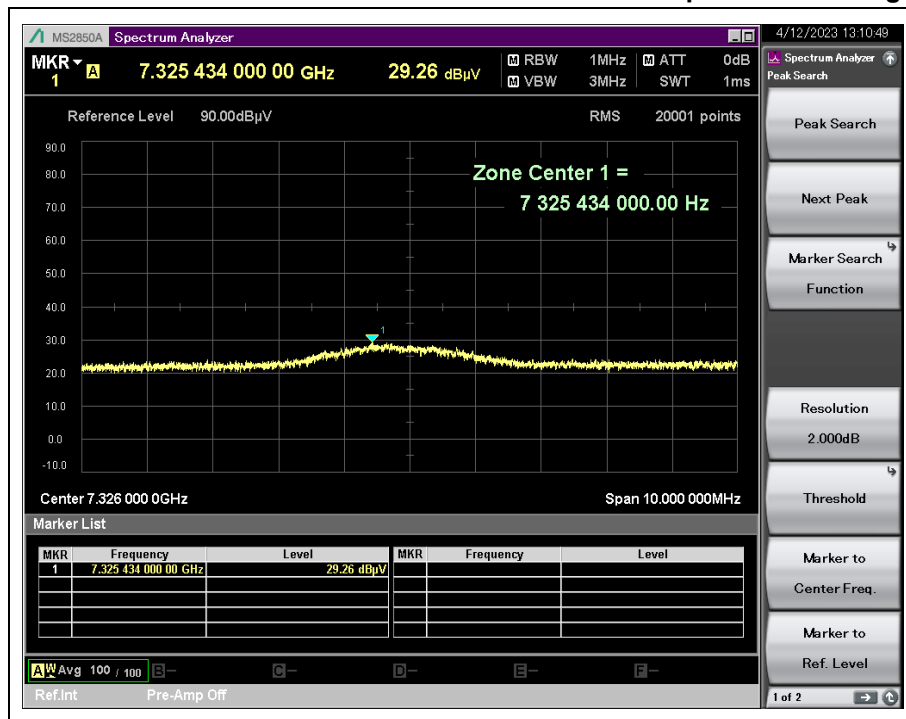 MS2850A Spectrum Analyzer
4/12/2023 13:10:49
MKR 1 A 7.325 434 000 00 GHz 29.26 dBµV
M RBW 1MHz M ATT 0dB
M VBW 3MHz SWT 1ms
Spectrum Analyzer
Peak Search
Reference Level 90.00dBµV RMS 20001 points
90.0
80.0
70.0
60.0
50.0
40.0
30.0
20.0
10.0
0.0
-10.0
Zone Center 1 =
7 325 434 000.00 Hz
1
Center 7.326 000 0GHz Span 10.000 000MHz
Marker List
MKR Frequency Level MKR Frequency Level
1 7.325 434 000 00 GHz 29.26 dBµV
A W Avg 100 / 100 B- C- D- E- F-
Ref.Int Pre-Amp Off
Peak Search
Next Peak
Marker Search
Function
Resolution
2.000dB
Threshold
Marker to
Center Freq.
Marker to
Ref. Level
1 of 2